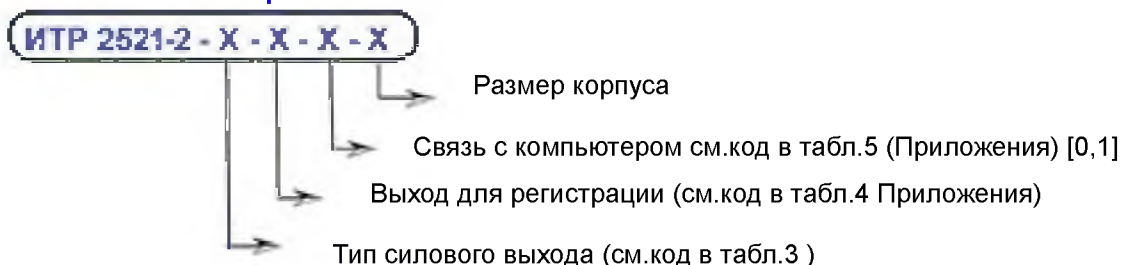 ИТР 2521-2 - X - X - X - X
Размер корпуса
Связь с компьютером см.код в табл.5 (Приложения) [0,1]
Выход для регистрации (см.код в табл.4 Приложения)
Тип силового выхода (см.код в табл.3 )